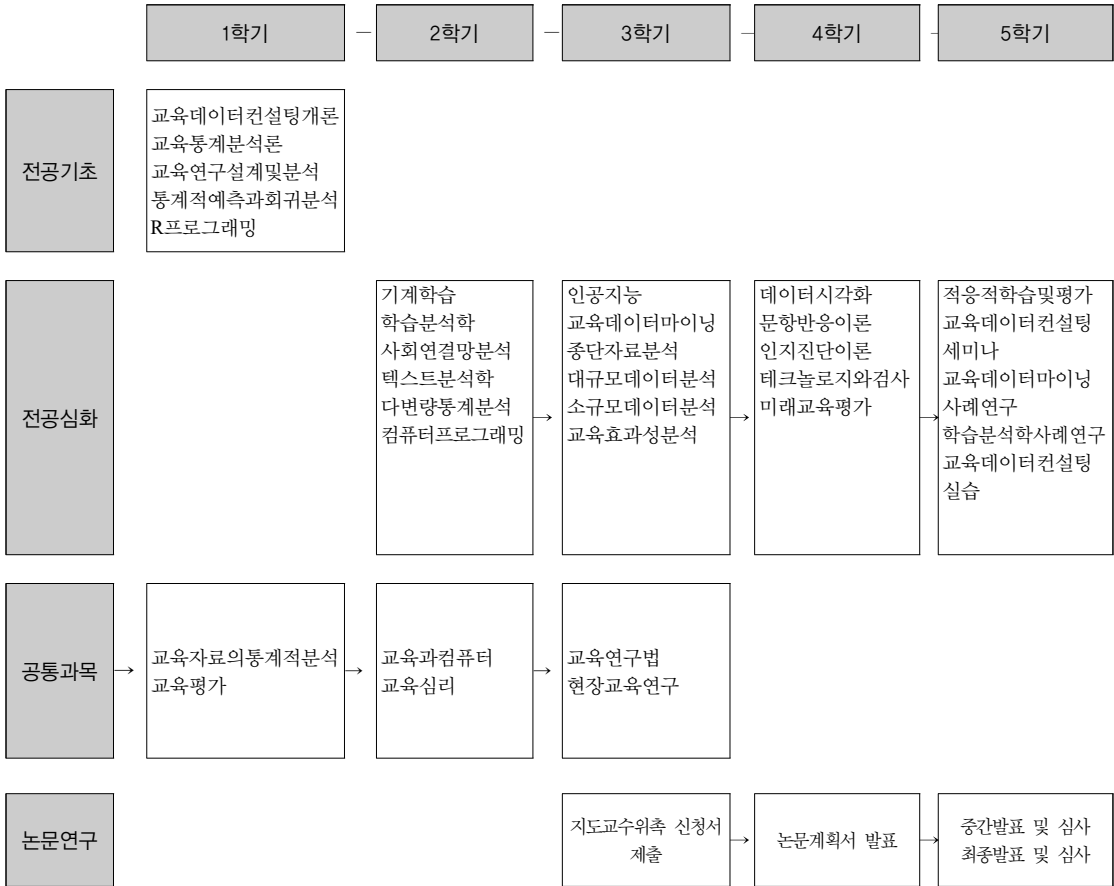 1학기 – 2학기 – 3학기 – 4학기 – 5학기
전공기초
교육데이터컨설팅개론
교육통계분석론
교육연구설계및분석
통계적예측과회귀분석
R프로그래밍
전공심화
기계학습
학습분석학
사회연결망분석
텍스트분석학
다변량통계분석
컴퓨터프로그래밍
→
인공지능
교육데이터마이닝
종단자료분석
대규모데이터분석
소규모데이터분석
교육효과성분석
→
데이터시각화
문항반응이론
인지진단이론
테크놀로지와검사
미래교육평가
→
적응적학습및평가
교육데이터컨설팅
세미나
교육데이터마이닝
사례연구
학습분석학사례연구
교육데이터컨설팅
실습
공통과목
→
교육자료의통계적분석
교육평가
→
교육과컴퓨터
교육심리
→
교육연구법
현장교육연구
논문연구
지도교수위촉 신청서
제출
→
논문계획서 발표
→
중간발표 및 심사
최종발표 및 심사